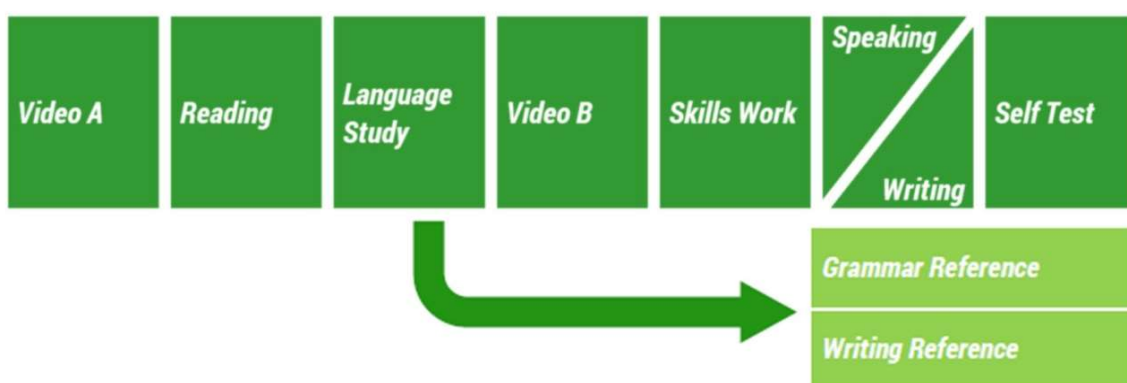 Video A
Reading
Language
Study
Video B
Skills Work
Speaking
Writing
Self Test
Grammar Reference
Writing Reference